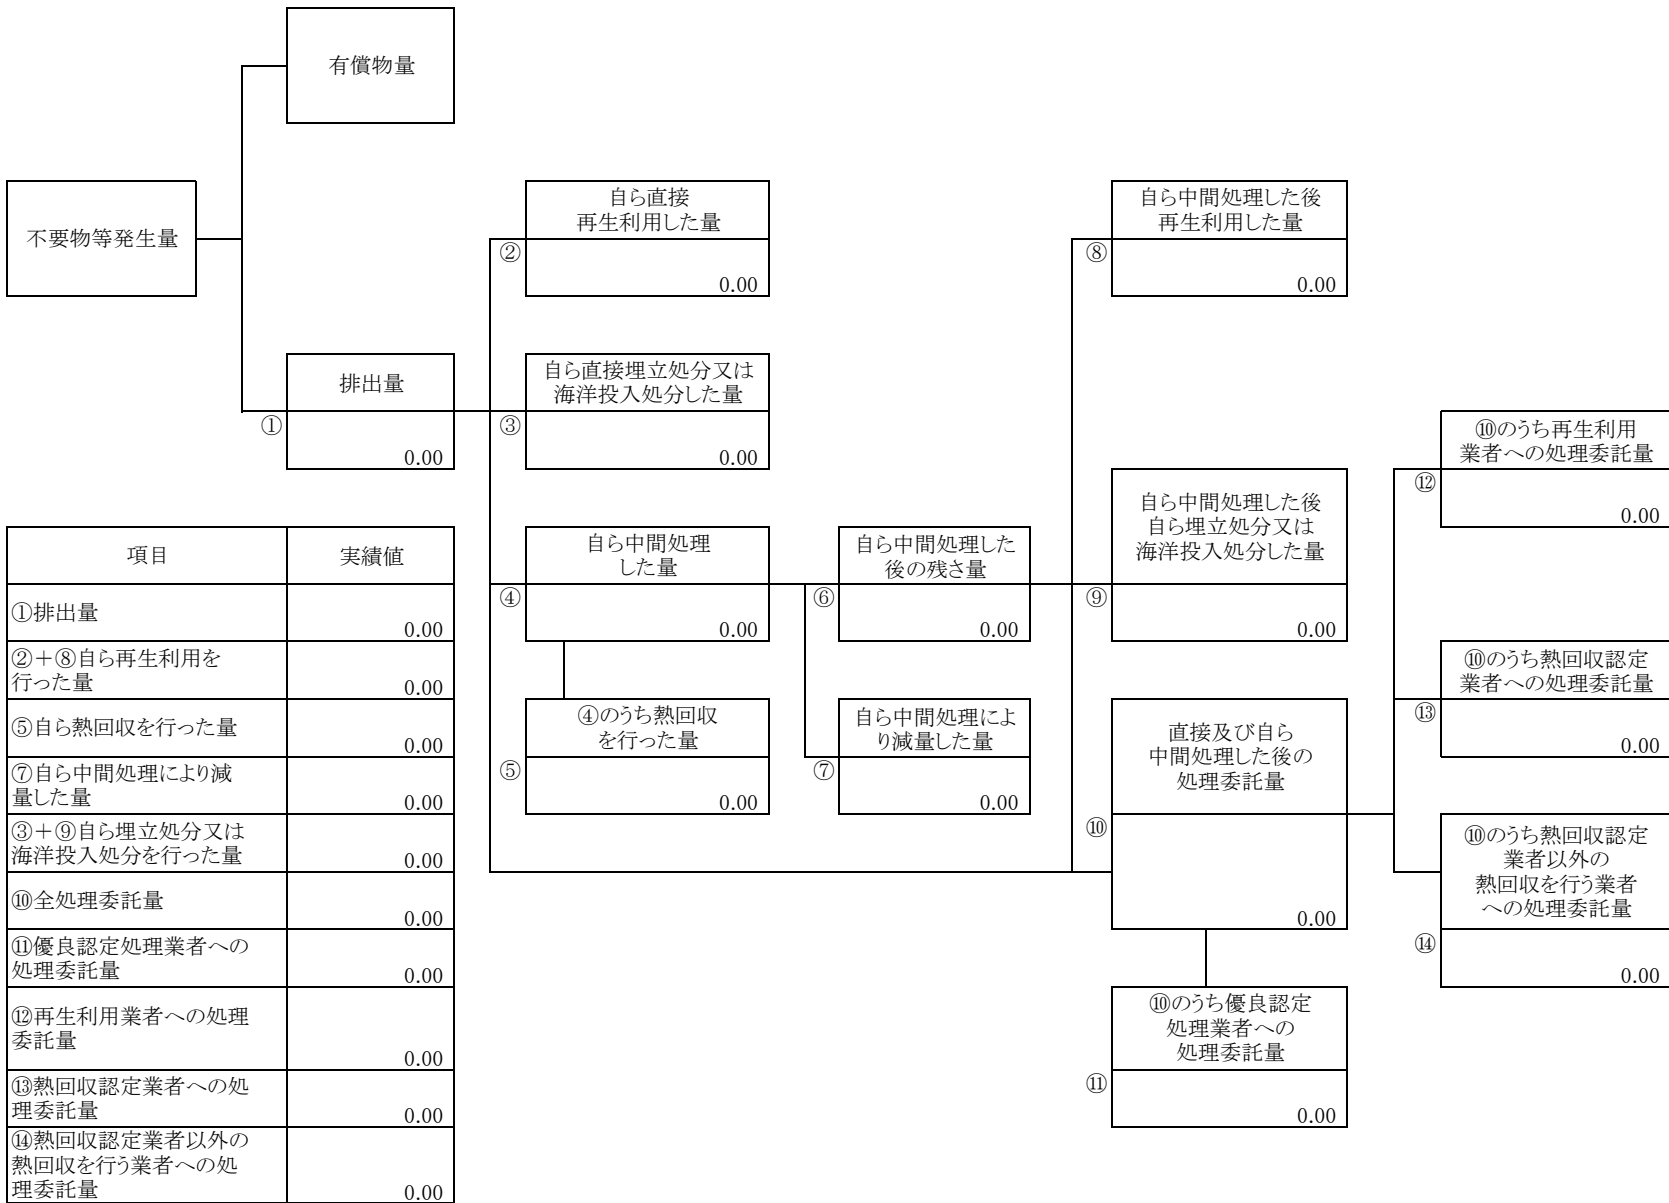 有償物量
不要物等発生量
排出量
①
0.00
自ら直接
再生利用した量
②
0.00
自ら直接埋立処分又は
海洋投入処分した量
③
0.00
自ら中間処理
した量
④
0.00
④のうち熱回収
を行った量
⑤
0.00
自ら中間処理した
後の残さ量
⑥
0.00
自ら中間処理によ
り減量した量
⑦
0.00
自ら中間処理した後
再生利用した量
⑧
0.00
自ら中間処理した後
自ら埋立処分又は
海洋投入処分した量
⑨
0.00
直接及び自ら
中間処理した後の
処理委託量
⑩
0.00
⑩のうち優良認定
処理業者への
処理委託量
⑪
0.00
⑩のうち再生利用
業者への処理委託量
⑫
0.00
⑩のうち熱回収認定
業者への処理委託量
⑬
0.00
⑩のうち熱回収認定
業者以外の
熱回収を行う業者
への処理委託量
⑭
0.00
項目 実績値
①排出量
0.00
②＋⑧自ら再生利用を
行った量 0.00
⑤自ら熱回収を行った量
0.00
⑦自ら中間処理により減
量した量 0.00
③＋⑨自ら埋立処分又は
海洋投入処分を行った量 0.00
⑩全処理委託量
0.00
⑪優良認定処理業者への
処理委託量 0.00
⑫再生利用業者への処理
委託量
0.00
⑬熱回収認定業者への処
理委託量 0.00
⑭熱回収認定業者以外の
熱回収を行う業者への処
理委託量 0.00